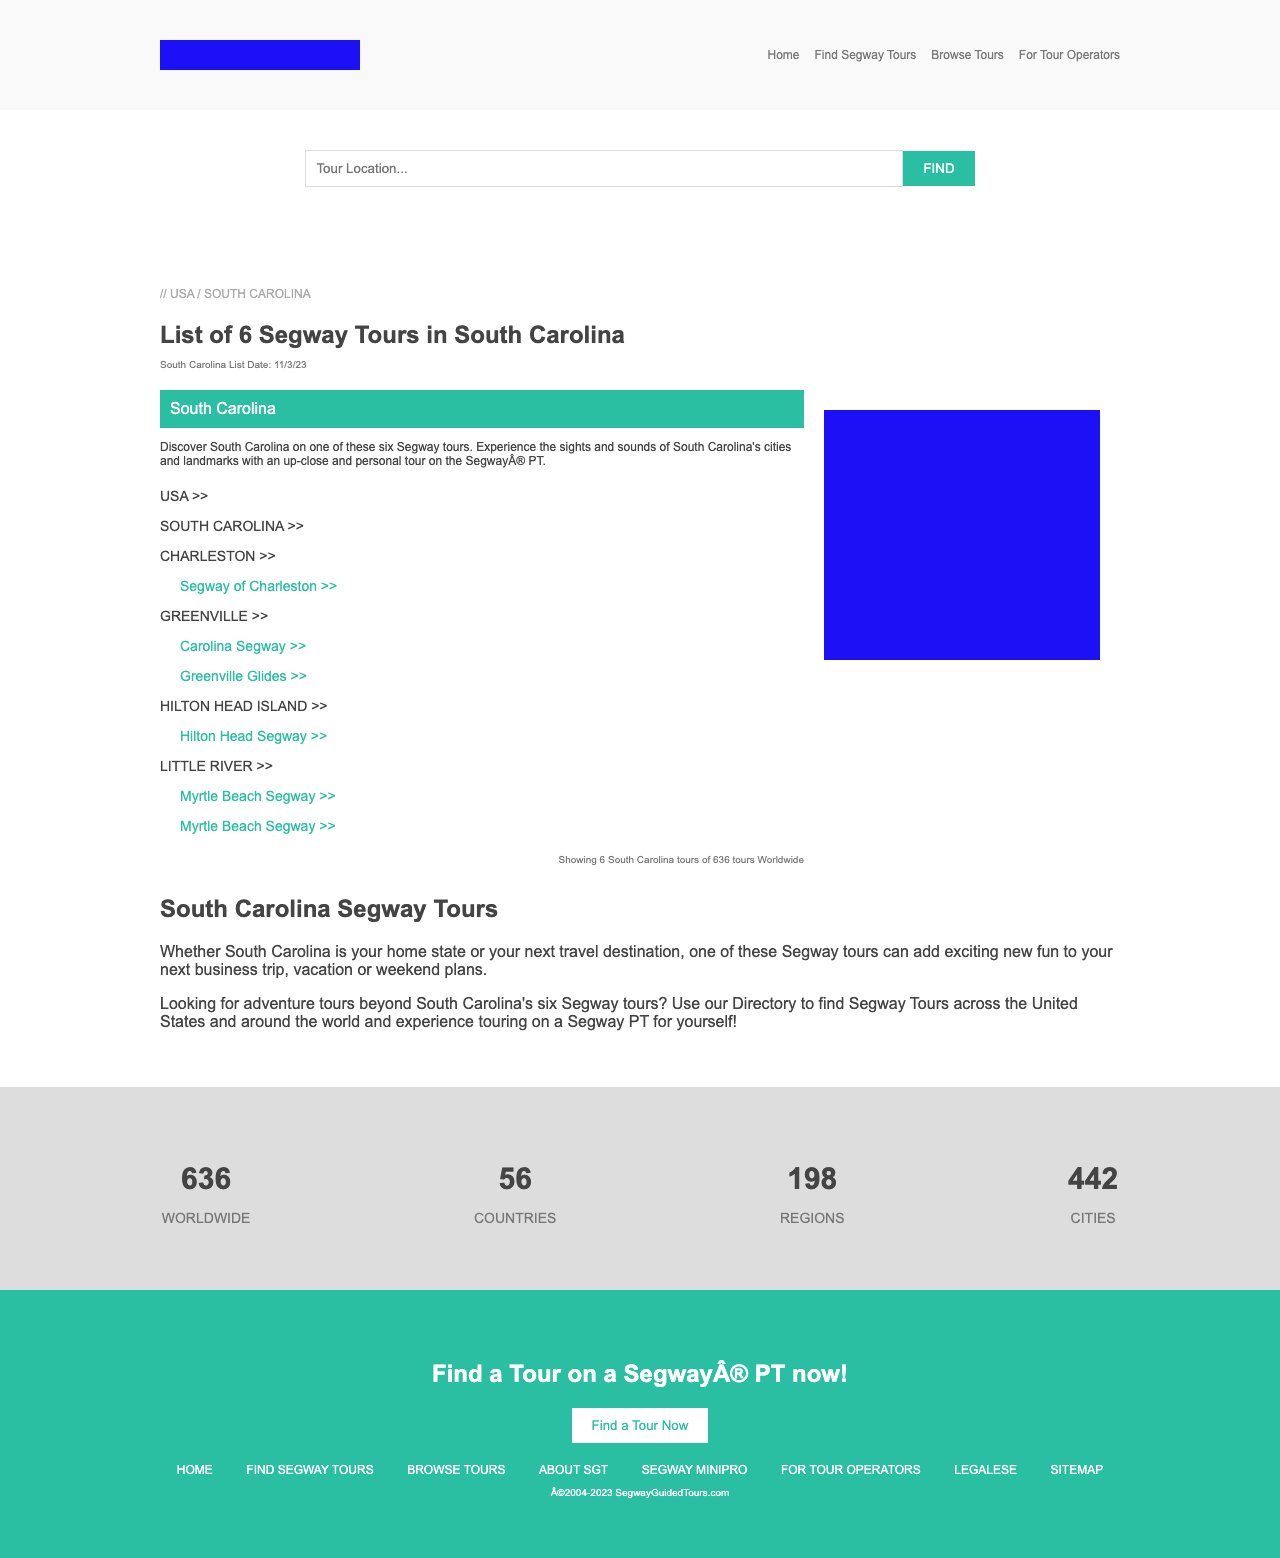 Home Find Segway Tours Browse Tours For Tour Operators
Tour Location... FIND
// USA / SOUTH CAROLINA
List of 6 Segway Tours in South Carolina
South Carolina List Date: 11/3/23
South Carolina
Discover South Carolina on one of these six Segway tours. Experience the sights and sounds of South Carolina's cities
and landmarks with an up-close and personal tour on the SegwayÂ® PT.
USA >>
SOUTH CAROLINA >>
CHARLESTON >>
Segway of Charleston >>
GREENVILLE >>
Carolina Segway >>
Greenville Glides >>
HILTON HEAD ISLAND >>
Hilton Head Segway >>
LITTLE RIVER >>
Myrtle Beach Segway >>
Myrtle Beach Segway >>
Showing 6 South Carolina tours of 636 tours Worldwide
South Carolina Segway Tours
Whether South Carolina is your home state or your next travel destination, one of these Segway tours can add exciting new fun to your
next business trip, vacation or weekend plans.
Looking for adventure tours beyond South Carolina's six Segway tours? Use our Directory to find Segway Tours across the United
States and around the world and experience touring on a Segway PT for yourself!
636 56 198 442
WORLDWIDE COUNTRIES REGIONS CITIES
Find a Tour on a SegwayÂ® PT now!
Find a Tour Now
HOME FIND SEGWAY TOURS BROWSE TOURS ABOUT SGT SEGWAY MINIPRO FOR TOUR OPERATORS LEGALESE SITEMAP
Â©2004-2023 SegwayGuidedTours.com